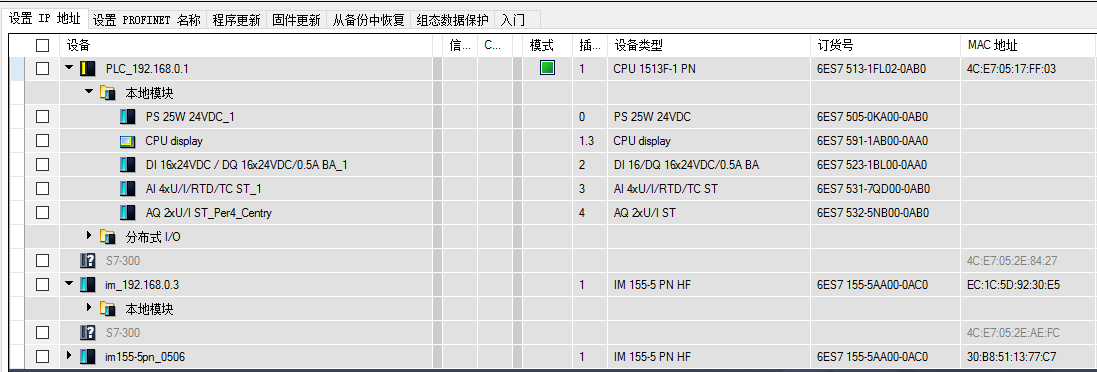 设置 IP 地址 设置 PROFINET 名称 程序更新 固件更新 从备份中恢复 组态数据保护 入门
设备 信... C... 模式 插... 设备类型 订货号 MAC 地址
PLC_192.168.0.1 1 CPU 1513F-1 PN 6ES7 513-1FL02-0AB0 4C:E7:05:17:FF:03
本地模块
PS 25W 24VDC_1 0 PS 25W 24VDC 6ES7 505-0KA00-0AB0
CPU display 1.3 CPU display 6ES7 591-1AB00-0AA0
DI 16x24VDC / DQ 16x24VDC/0.5A BA_1 2 DI 16/DQ 16x24VDC/0.5A BA 6ES7 523-1BL00-0AA0
AI 4xU/I/RTD/TC ST_1 3 AI 4xU/I/RTD/TC ST 6ES7 531-7QD00-0AB0
AQ 2xU/I ST_Per4_Centry 4 AQ 2xU/I ST 6ES7 532-5NB00-0AB0
分布式 I/O
S7-300 4C:E7:05:2E:84:27
im_192.168.0.3 1 IM 155-5 PN HF 6ES7 155-5AA00-0AC0 EC:1C:5D:92:30:E5
本地模块
S7-300 4C:E7:05:2E:AE:FC
im155-5pn_0506 1 IM 155-5 PN HF 6ES7 155-5AA00-0AC0 30:B8:51:13:77:C7